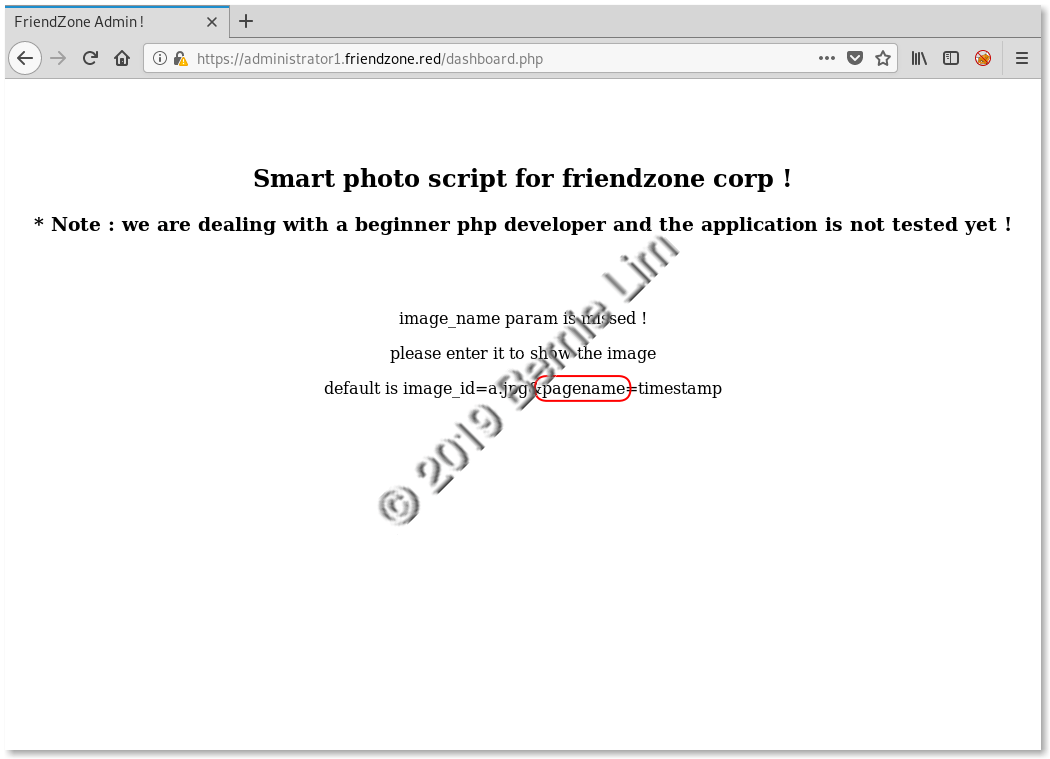 FriendZone Admin !
https://administrator1.friendzone.red/dashboard.php
Smart photo script for friendzone corp !
* Note : we are dealing with a beginner php developer and the application is not tested yet !
image_name param is missed !
please enter it to show the image
default is image_id=a.jpg&pagename=timestamp
© 2019 Bernie Lim